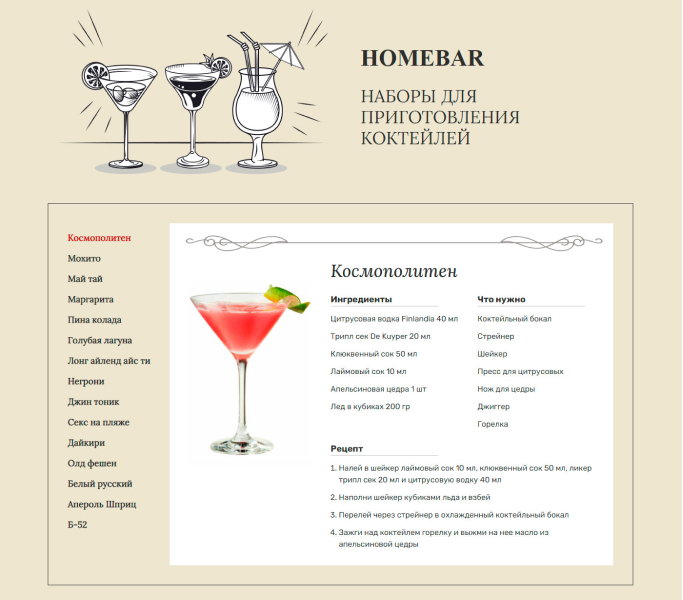 HOMEBAR
НАБОРЫ ДЛЯ
ПРИГОТОВЛЕНИЯ
КОКТЕЙЛЕЙ
Космополитен
Мохито
Май тай
Маргарита
Пина колада
Голубая лагуна
Лонг айленд айс ти
Негрони
Джин тоник
Секс на пляже
Дайкири
Олд фешен
Белый русский
Апероль Шприц
Б-52
Космополитен
Ингредиенты
Цитрусовая водка Finlandia 40 мл
Трипл сек De Kuyper 20 мл
Клюквенный сок 50 мл
Лаймовый сок 10 мл
Апельсиновая цедра 1 шт
Лед в кубиках 200 гр
Что нужно
Коктейльный бокал
Стрейнер
Шейкер
Пресс для цитрусовых
Нож для цедры
Джиггер
Горелка
Рецепт
1. Налей в шейкер лаймовый сок 10 мл, клюквенный сок 50 мл, ликер
трипл сек 20 мл и цитрусовую водку 40 мл
2. Наполни шейкер кубиками льда и взбей
3. Перелей через стрейнер в охлажденный коктейльный бокал
4. Зажги над коктейлем горелку и выжми на нее масло из
апельсиновой цедры